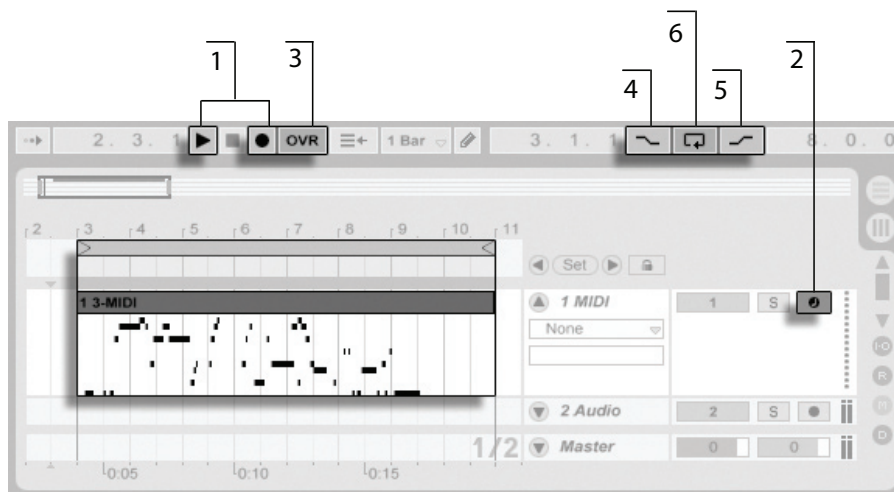 1 3 4 6 5 2
2. 3. 1 OVR 1 Bar 3. 1. 1 8. 0. 0
2 3 4 5 6 7 8 9 10 11
Set
1 3-MIDI
1 MIDI 1 S
None
I·O
R
2 Audio 2 S
M
D
1/2 Master 0 0
0:05 0:10 0:15